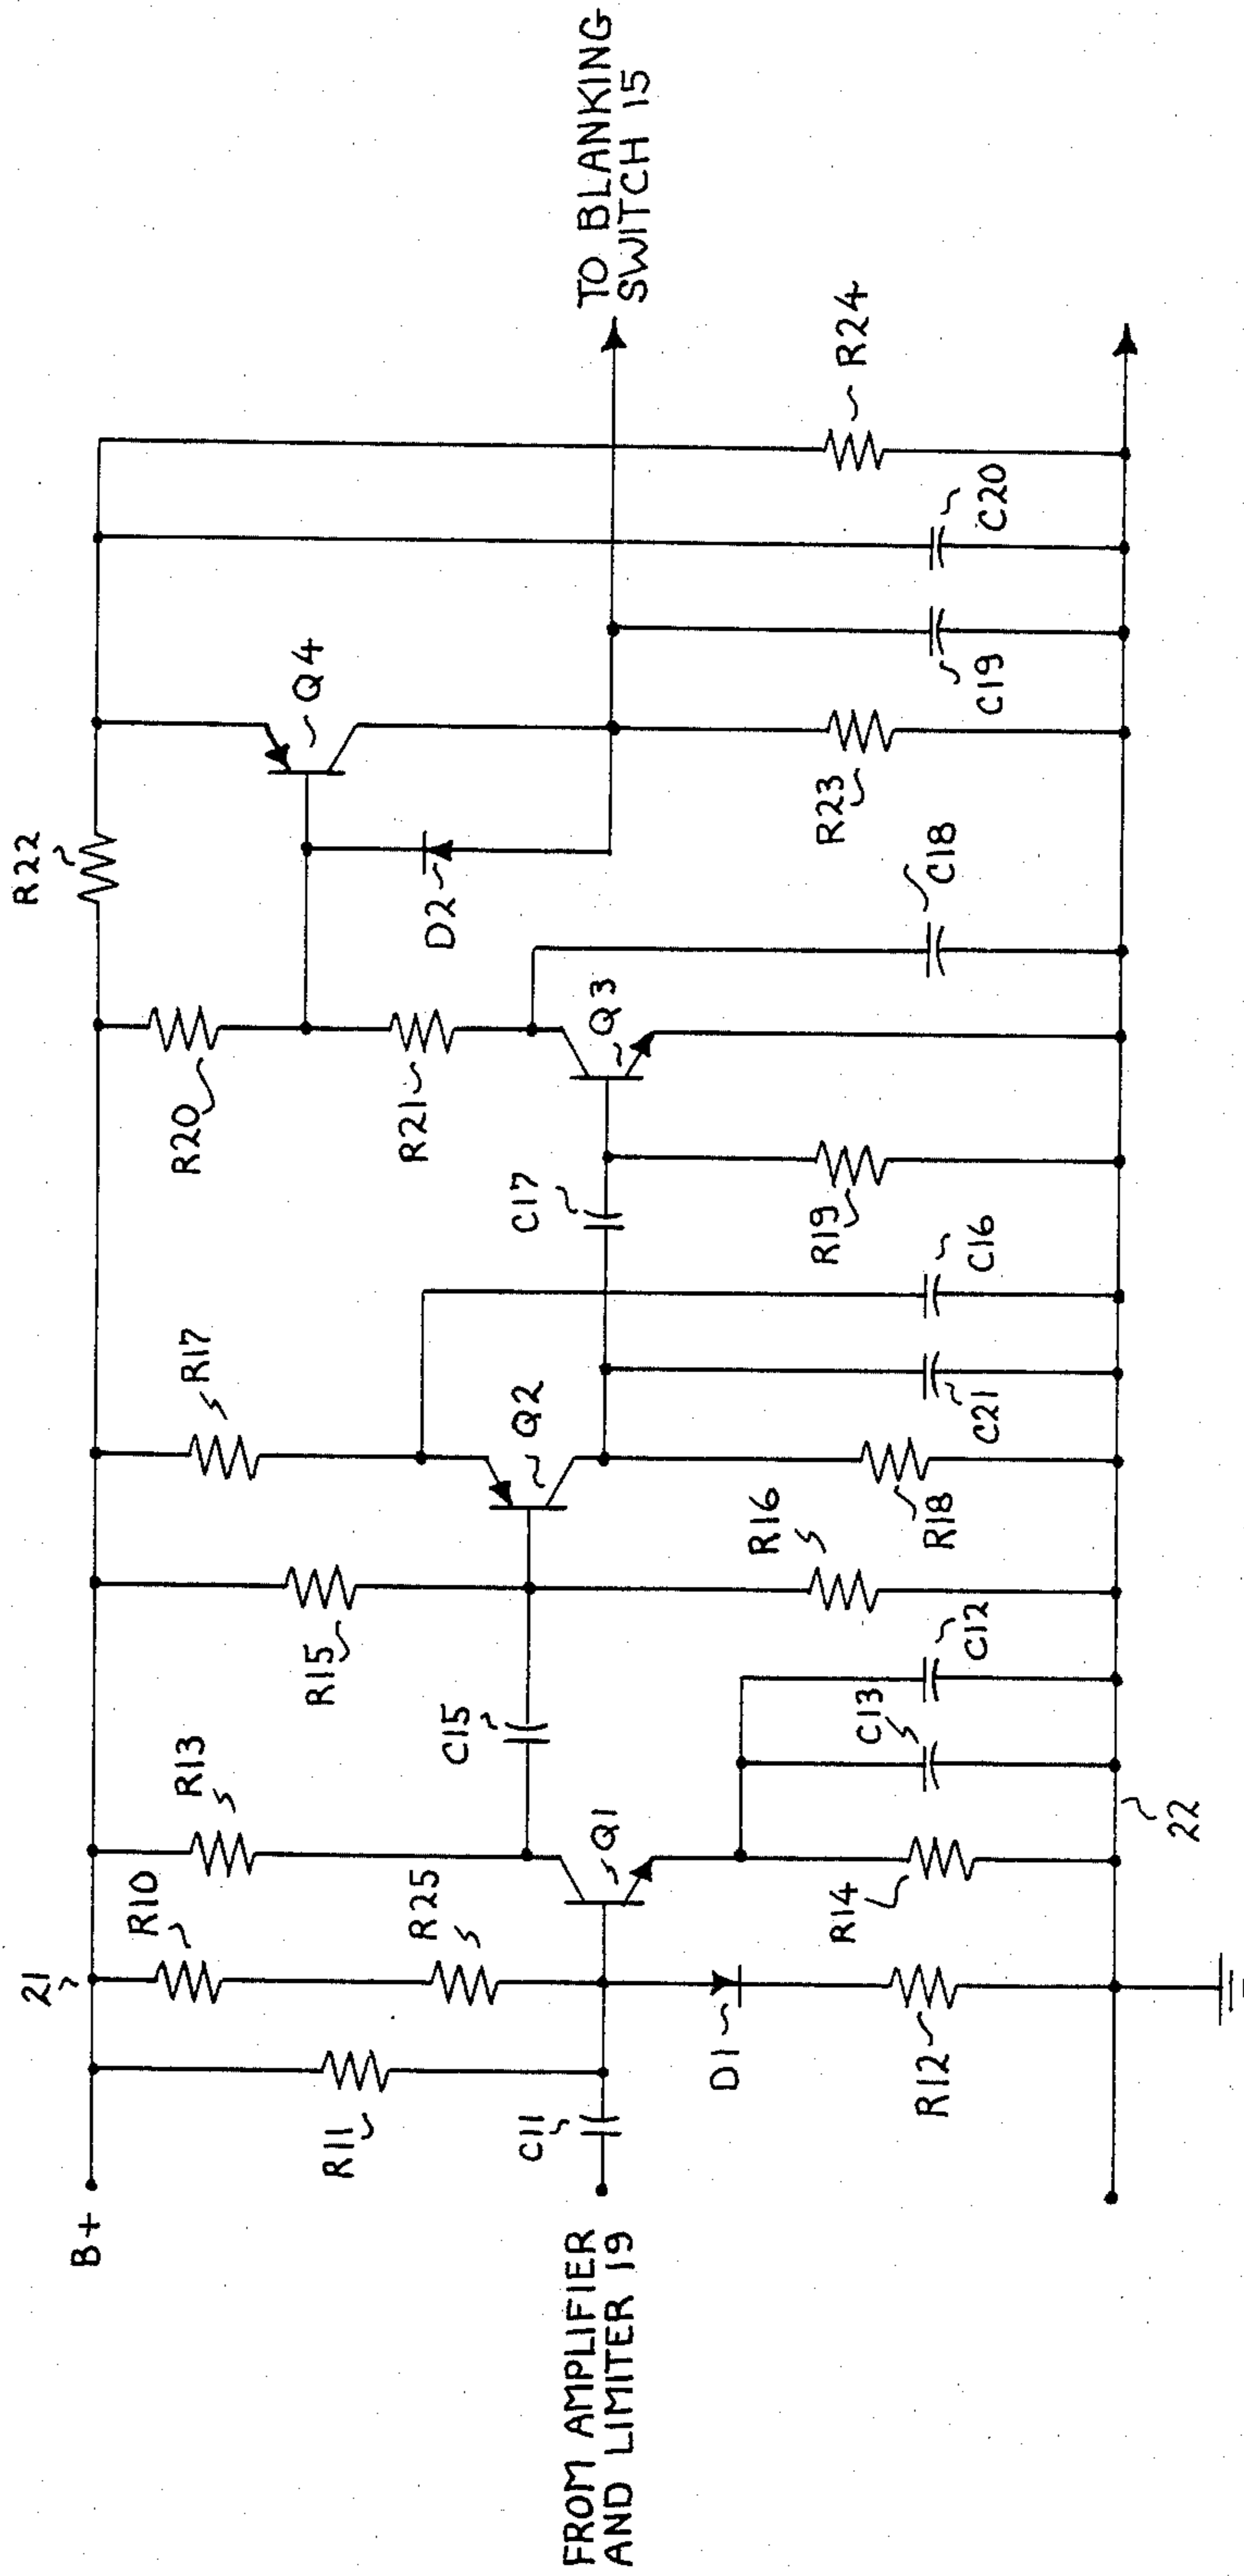 B+
21
R11
R10
R13
R15
R17
R20
R22
R25
C15
Q2
R21
D2
Q4
FROM AMPLIFIER
AND LIMITER 19
C11
Q1
C17
Q3
TO BLANKING
SWITCH 15
D1
R12
R14
C13
C12
R16
R18
C21
C16
R19
C18
R23
C19
C20
R24
22